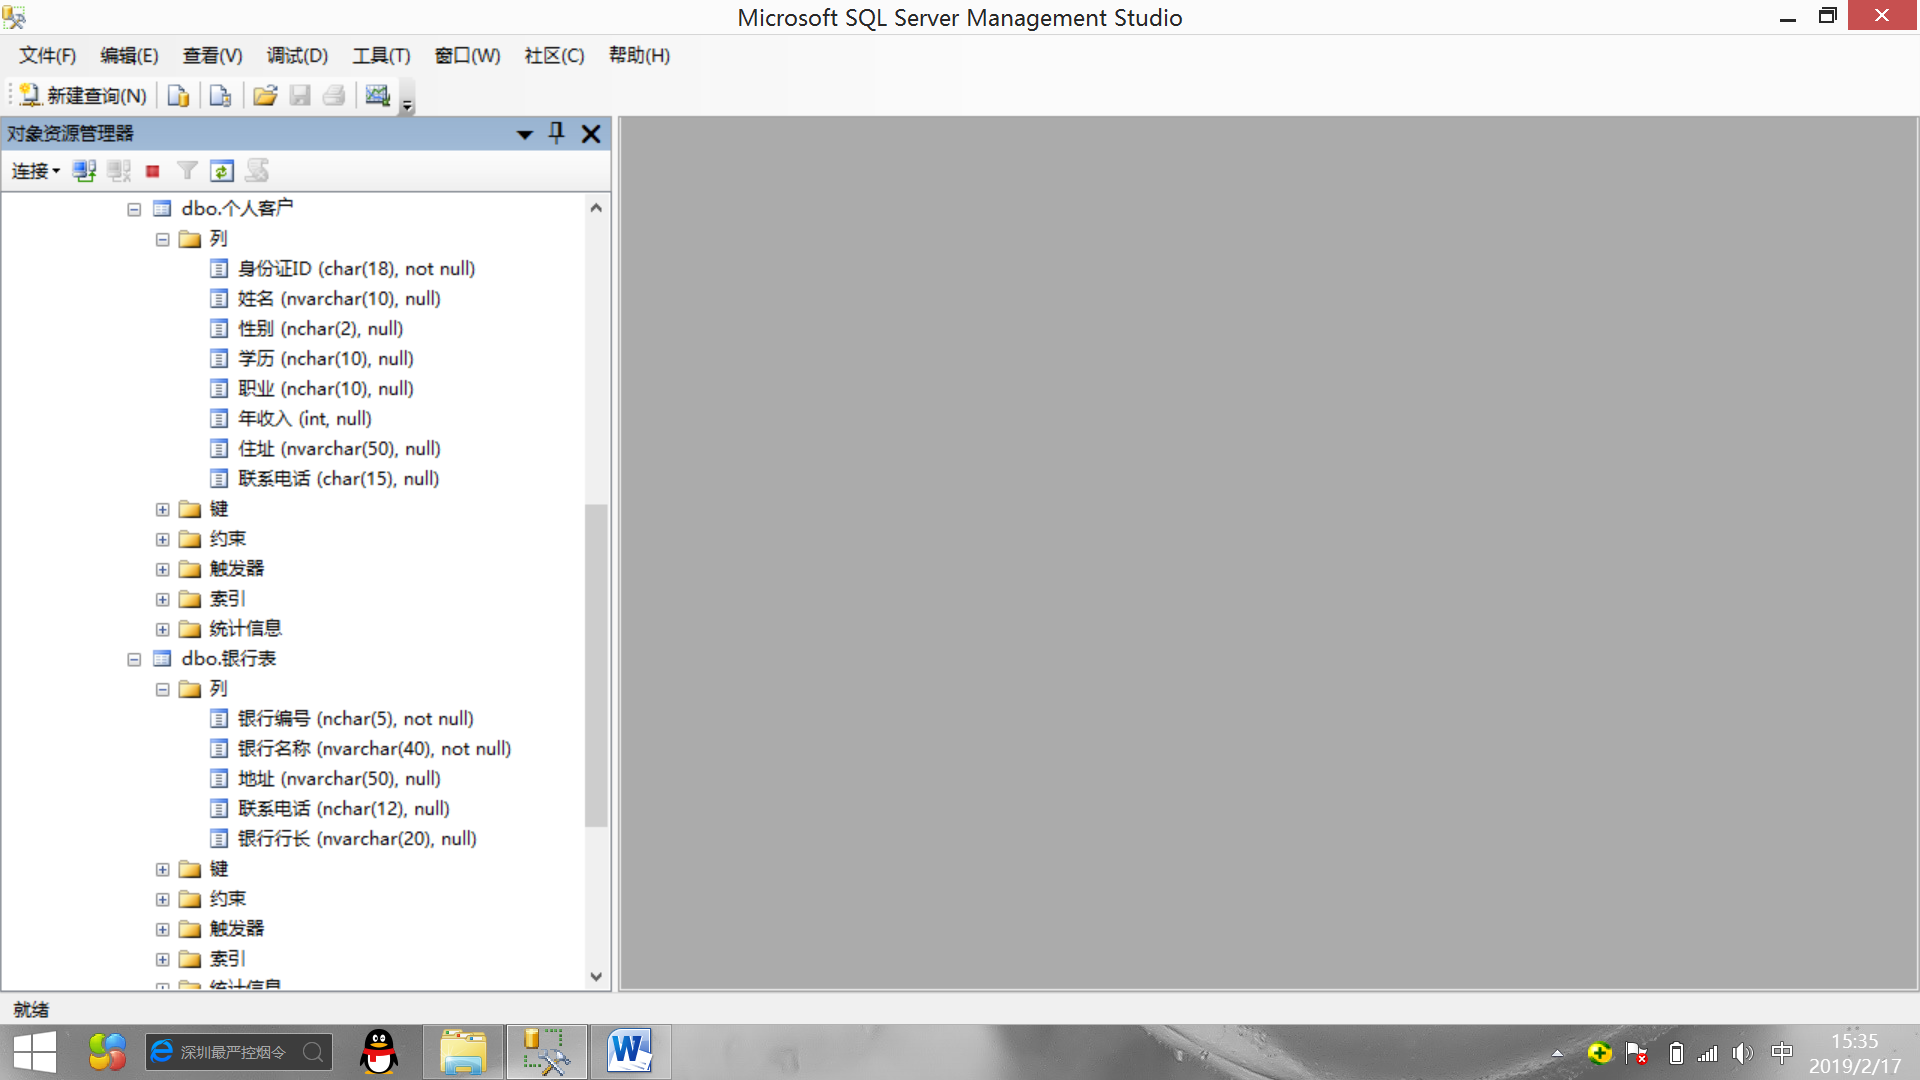 Microsoft SQL Server Management Studio
文件(F) 编辑(E) 查看(V) 调试(D) 工具(T) 窗口(W) 社区(C) 帮助(H)
新建查询(N)
对象资源管理器
连接
dbo.个人客户
列
身份证ID (char(18), not null)
姓名 (nvarchar(10), null)
性别 (nchar(2), null)
学历 (nchar(10), null)
职业 (nchar(10), null)
年收入 (int, null)
住址 (nvarchar(50), null)
联系电话 (char(15), null)
键
约束
触发器
索引
统计信息
dbo.银行表
列
银行编号 (nchar(5), not null)
银行名称 (nvarchar(40), not null)
地址 (nvarchar(50), null)
联系电话 (nchar(12), null)
银行行长 (nvarchar(20), null)
键
约束
触发器
索引
统计信息
就绪
深圳最严控烟令
中
15:35
2019/2/17